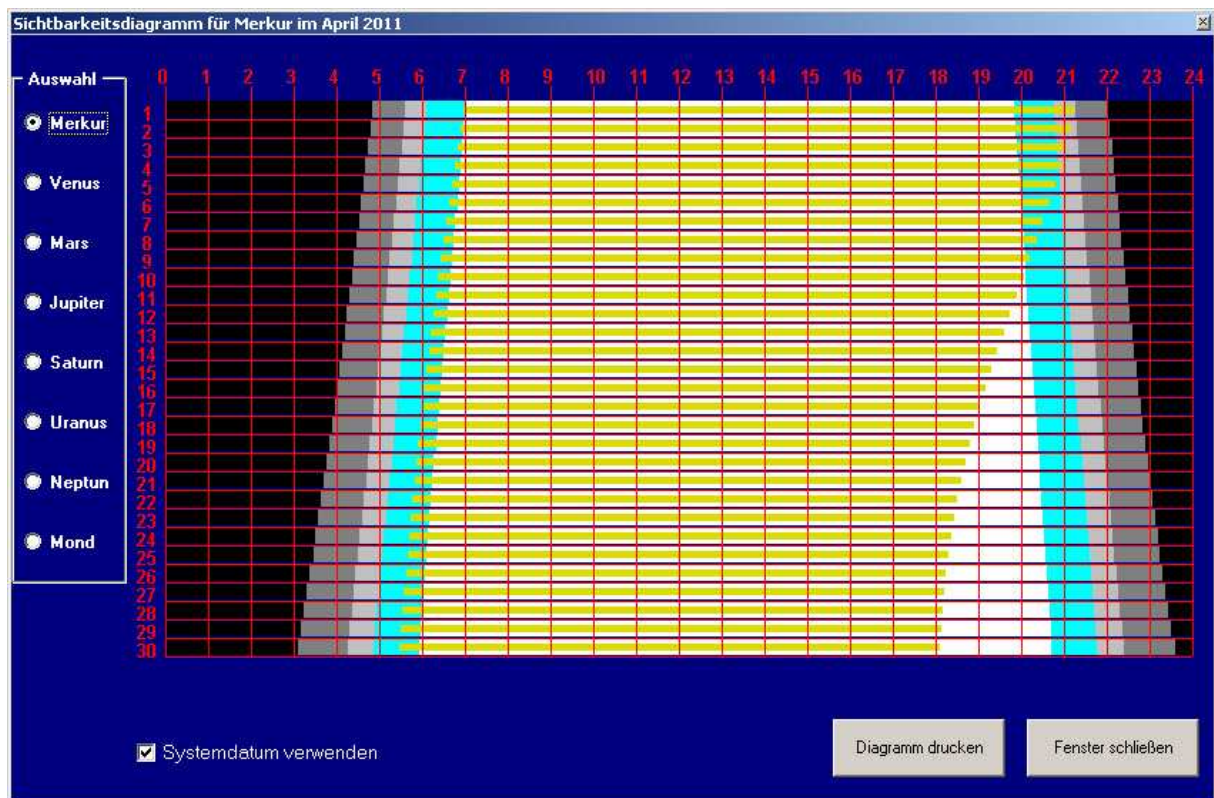 Sichtbarkeitsdiagramm für Merkur im April 2011
Auswahl
Merkur
Venus
Mars
Jupiter
Saturn
Uranus
Neptun
Mond
0 1 2 3 4 5 6 7 8 9 10 11 12 13 14 15 16 17 18 19 20 21 22 23 24
1
2
3
4
5
6
7
8
9
10
11
12
13
14
15
16
17
18
19
20
21
22
23
24
25
26
27
28
29
30
Systemdatum verwenden
Diagramm drucken
Fenster schließen